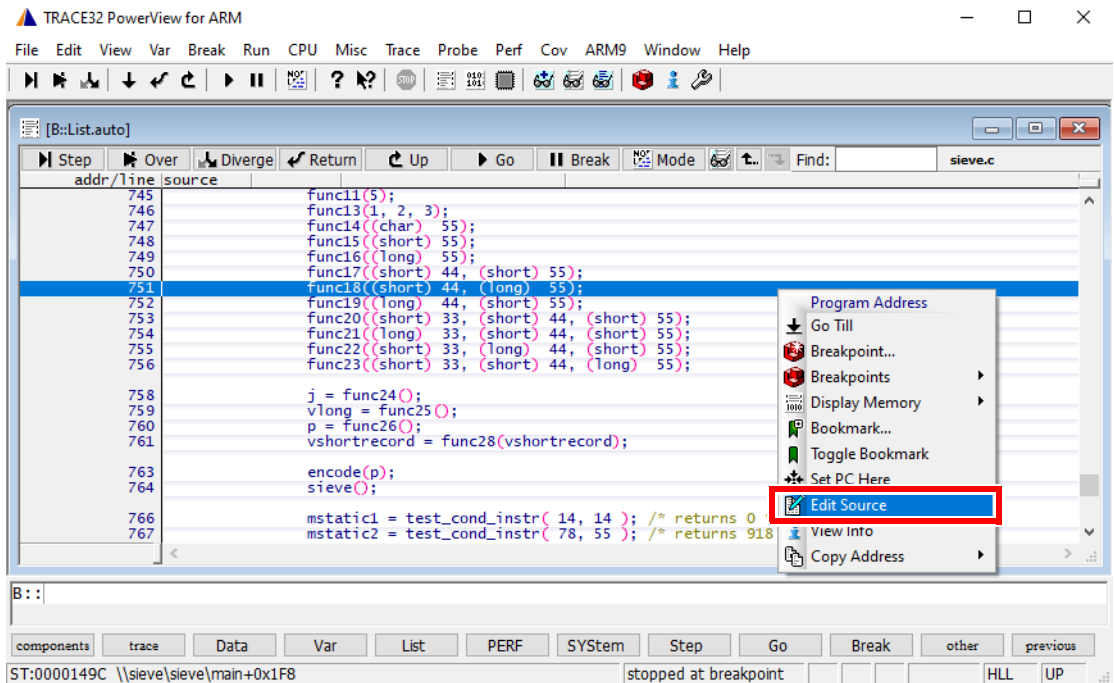 TRACE32 PowerView for ARM
File Edit View Var Break Run CPU Misc Trace Probe Perf Cov ARM9 Window Help
[B::List.auto]
Step Over Diverge Return Up Go Break Mode Find: sieve.c
addr/line source
745 func11(5);
746 func13(1, 2, 3);
747 func14((char) 55);
748 func15((short) 55);
749 func16((long) 55);
750 func17((short) 44, (short) 55);
751 func18((short) 44, (long) 55);
752 func19((long) 44, (short) 55);
753 func20((short) 33, (short) 44, (short) 55);
754 func21((long) 33, (short) 44, (short) 55);
755 func22((short) 33, (long) 44, (short) 55);
756 func23((short) 33, (short) 44, (long) 55);
758 j = func24();
759 vlong = func25();
760 p = func26();
761 vshortrecord = func28(vshortrecord);
763 encode(p);
764 sieve();
766 mstatic1 = test_cond_instr( 14, 14 ); /* returns 0
767 mstatic2 = test_cond_instr( 78, 55 ); /* returns 918
Program Address
Go Till
Breakpoint...
Breakpoints
Display Memory
Bookmark...
Toggle Bookmark
Set PC Here
Edit Source
View Info
Copy Address
B::
components trace Data Var List PERF SYStem Step Go Break other previous
ST:0000149C \\sieve\sieve\main+0x1F8 stopped at breakpoint HLL UP